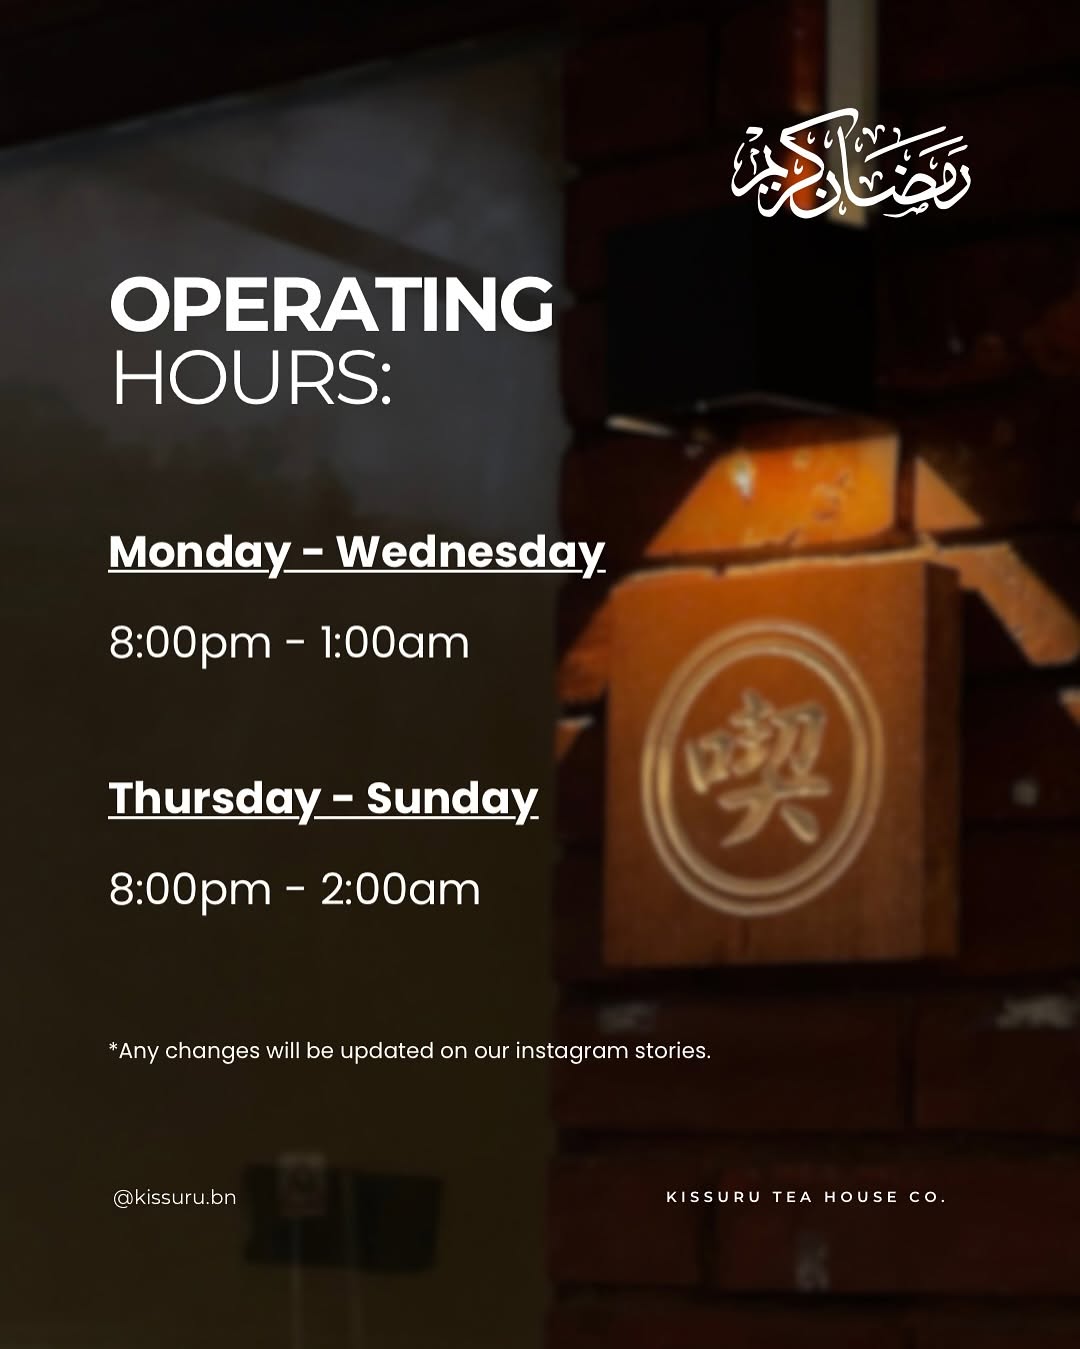 رمضان كريم
OPERATING
HOURS:
Monday - Wednesday
8:00pm - 1:00am
喫
Thursday - Sunday
8:00pm - 2:00am
*Any changes will be updated on our instagram stories.
@kissuru.bn
KISSURU TEA HOUSE CO.